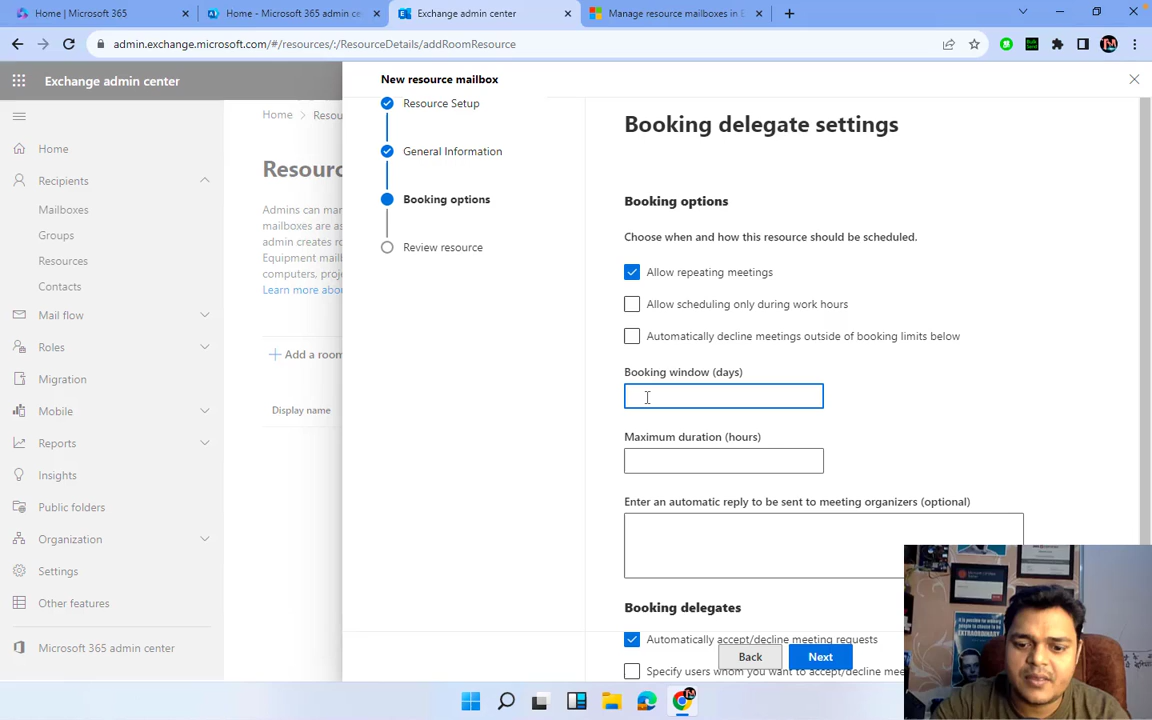 Home | Microsoft 365
Home - Microsoft 365 admin ce
Exchange admin center
Manage resource mailboxes in E
admin.exchange.microsoft.com/#/resources/:/ResourceDetails/addRoomResource
Exchange admin center
Home
Recipients
Mailboxes
Groups
Resources
Contacts
Mail flow
Roles
Migration
Mobile
Reports
Insights
Public folders
Organization
Settings
Other features
Microsoft 365 admin center
Home > Resou
Resourc
Admins can mar
mailboxes are as
admin creates ro
Equipment mailb
computers, proje
Learn more abou
Add a room
Display name
New resource mailbox
Resource Setup
General Information
Booking options
Review resource
Booking delegate settings
Booking options
Choose when and how this resource should be scheduled.
Allow repeating meetings
Allow scheduling only during work hours
Automatically decline meetings outside of booking limits below
Booking window (days)
Maximum duration (hours)
Enter an automatic reply to be sent to meeting organizers (optional)
Booking delegates
Automatically accept/decline meeting requests
Specify users whom you want to accept/decline mee
Back
Next
EXTRAORDINARY